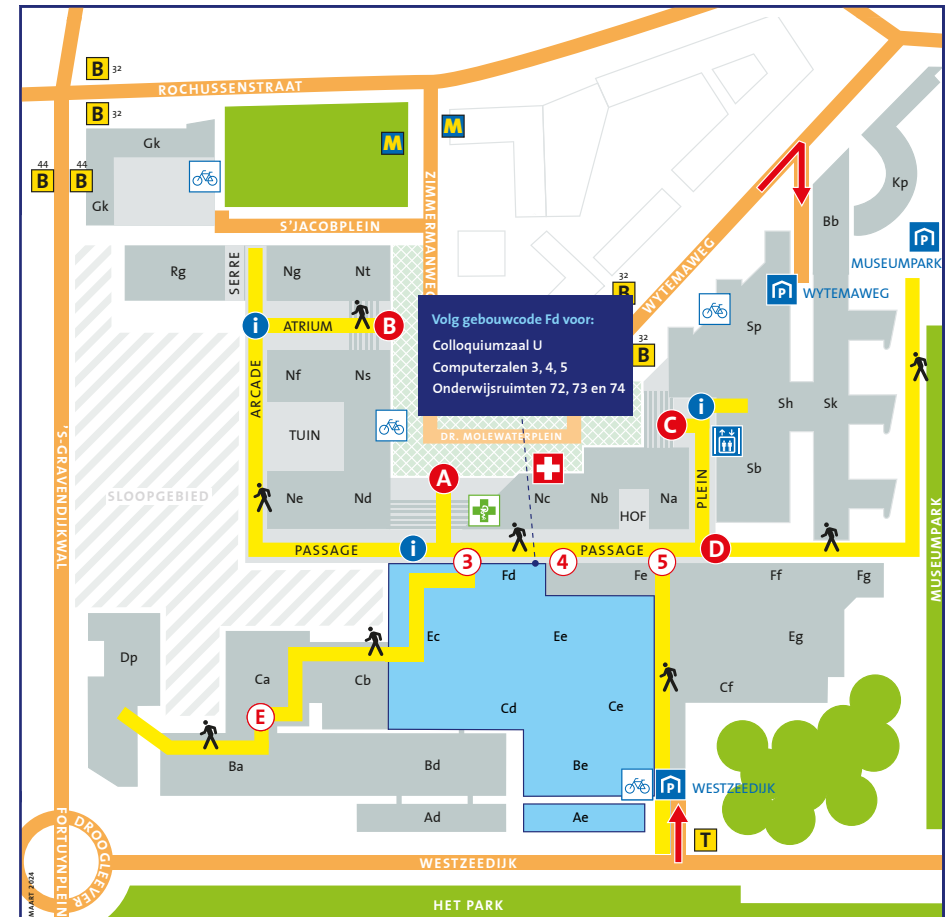 B 32
ROCHUSSENSTRAAT
B 32
M
M
Gk
44
B
44
B
Gk
ZIMMERMANWEG
Kp
Bb
S'JACOBPLEIN
P
MUSEUMPARK
WYTEMAWEG
Rg
SERRE
Ng
Nt
32
B
P
WYTEMAWEG
i
ATRIUM
B
Volg gebouwcode Fd voor:
Colloquiumzaal U
Computerzalen 3, 4, 5
Onderwijsruimten 72, 73 en 74
Sp
32
B
ARCADE
Nf
Ns
i
Sh
Sk
'S-GRAVENDIJKWAL
TUIN
C
DR. MOLEWATERPLEIN
Sb
A
PLEIN
SLOOPGEBIED
Ne
Nd
Nc
Nb
Na
HOF
PASSAGE
i
PASSAGE
D
3
4
5
Fd
Fe
Ff
Fg
MUSEUMPARK
Ec
Ee
Eg
Dp
Ca
Cb
Cf
Cd
Ce
E
Ba
Bd
Be
P
WESTZEEDIJK
Ad
Ae
T
DROOGLEEVER
FORTUYNPLEIN
WESTZEEDIJK
MAART 2024
HET PARK